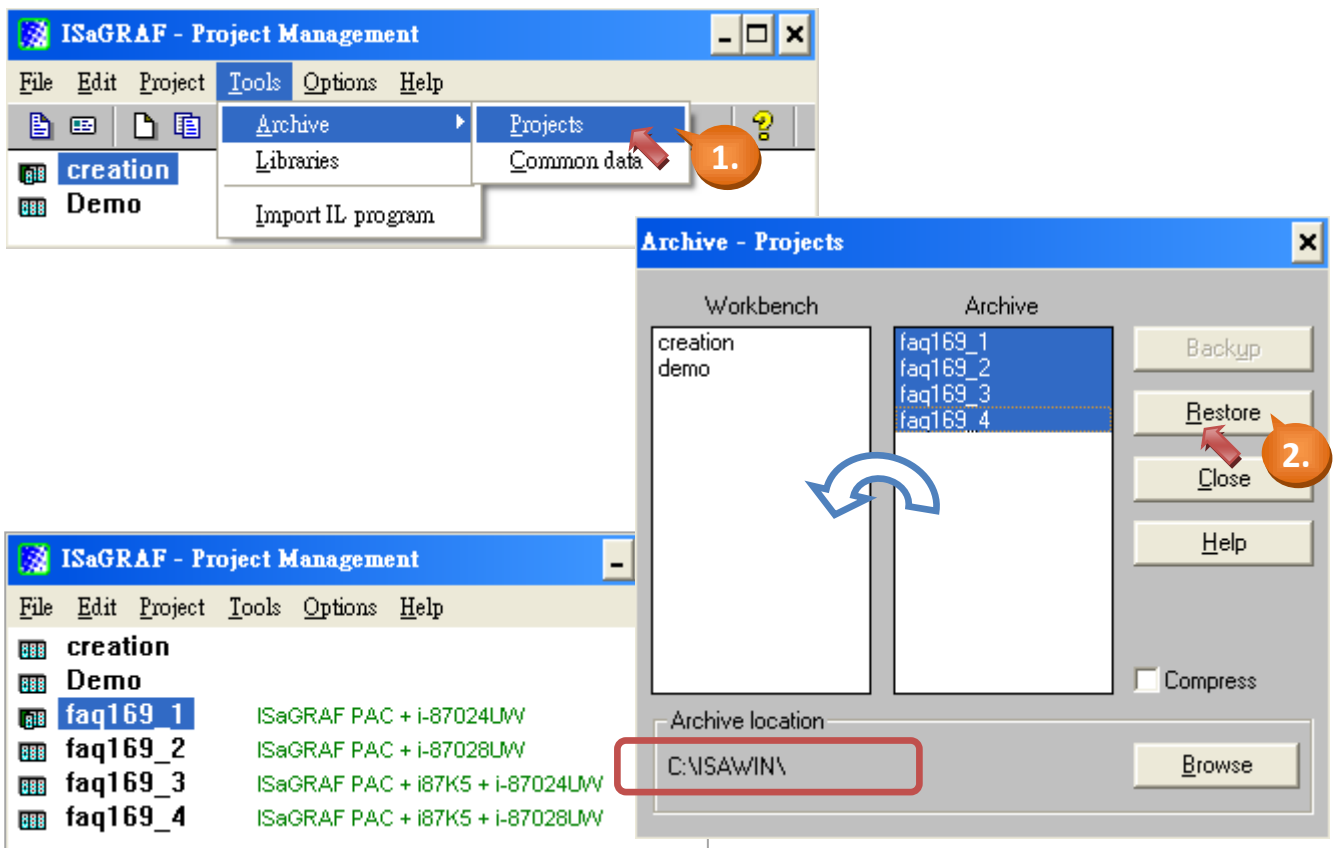 ISaGRAF - Project Management
File Edit Project Tools Options Help
Archive
Projects
1.
creation
Libraries
Common data
Demo
Import IL program
Archive - Projects
Workbench
Archive
creation
demo
faq169_1
faq169_2
faq169_3
faq169_4
Backup
Restore
2.
Close
Help
Compress
Archive location
C:\ISAWIN\
Browse
ISaGRAF - Project Management
File Edit Project Tools Options Help
creation
Demo
faq169_1 ISaGRAF PAC + i-87024UW
faq169_2 ISaGRAF PAC + i-87028UW
faq169_3 ISaGRAF PAC + i87K5 + i-87024UW
faq169_4 ISaGRAF PAC + i87K5 + i-87028UW